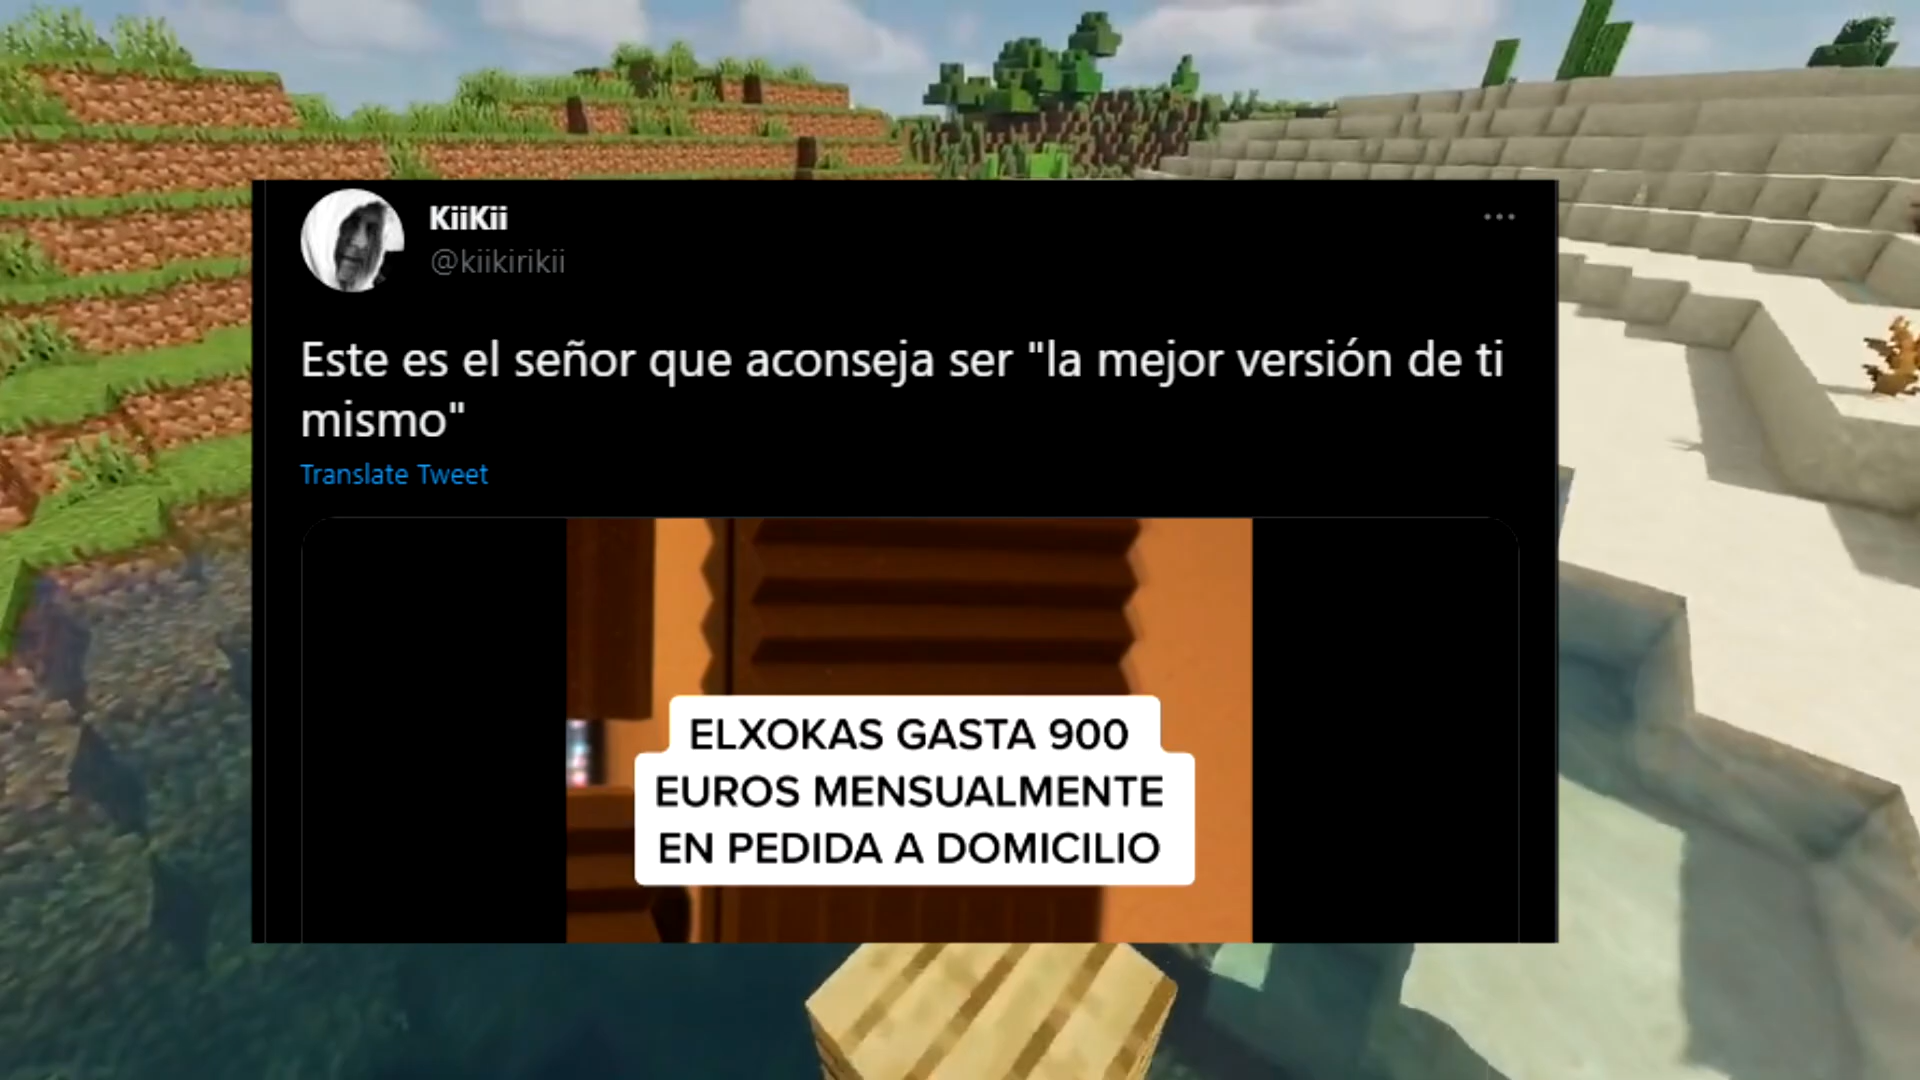 KiiKii
@kiikirikii
Este es el señor que aconseja ser "la mejor versión de ti
mismo"
Translate Tweet
ELXOKAS GASTA 900
EUROS MENSUALMENTE
EN PEDIDA A DOMICILIO